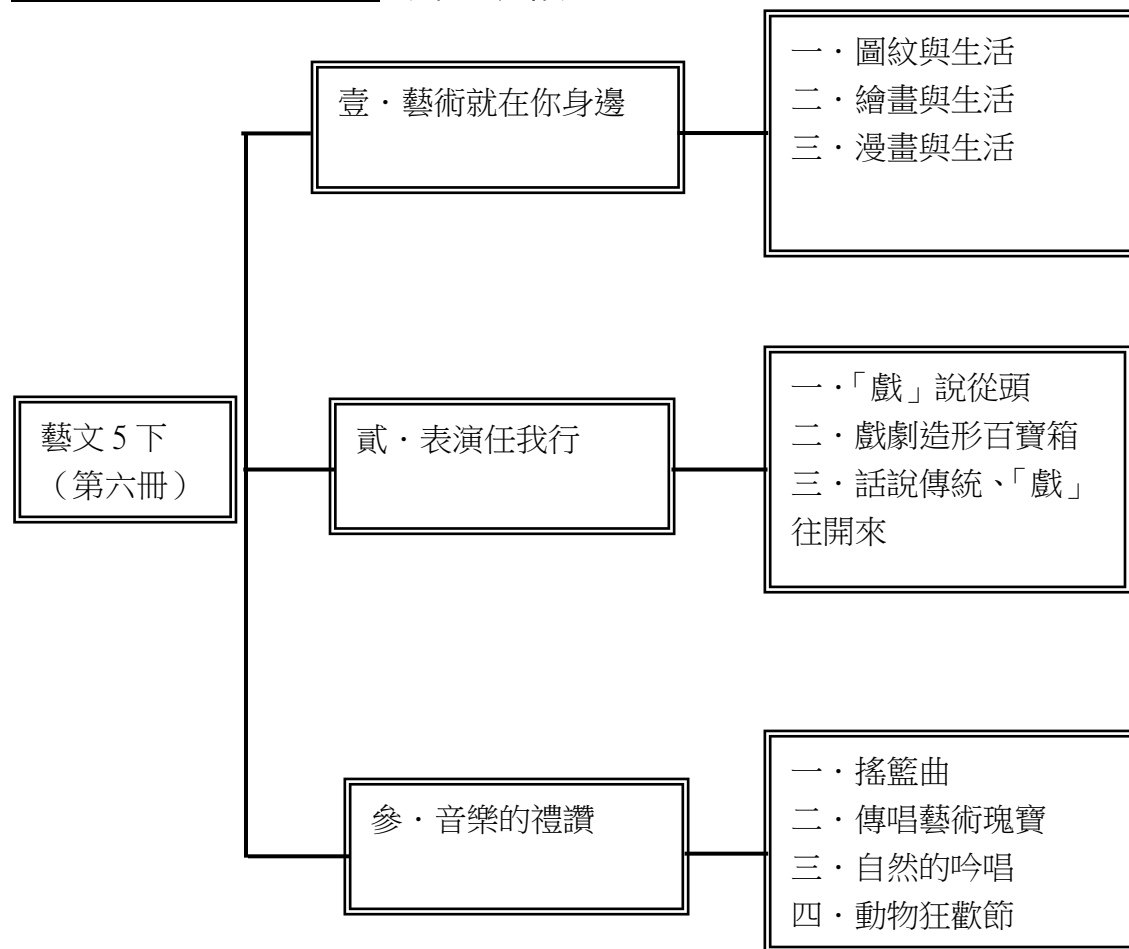 壹．藝術就在你身邊
一．圖紋與生活
二．繪畫與生活
三．漫畫與生活
藝文 5 下
（第六冊）
貳．表演任我行
一．「戲」說從頭
二．戲劇造形百寶箱
三．話說傳統、「戲」
往開來
參．音樂的禮讚
一．搖籃曲
二．傳唱藝術瑰寶
三．自然的吟唱
四．動物狂歡節